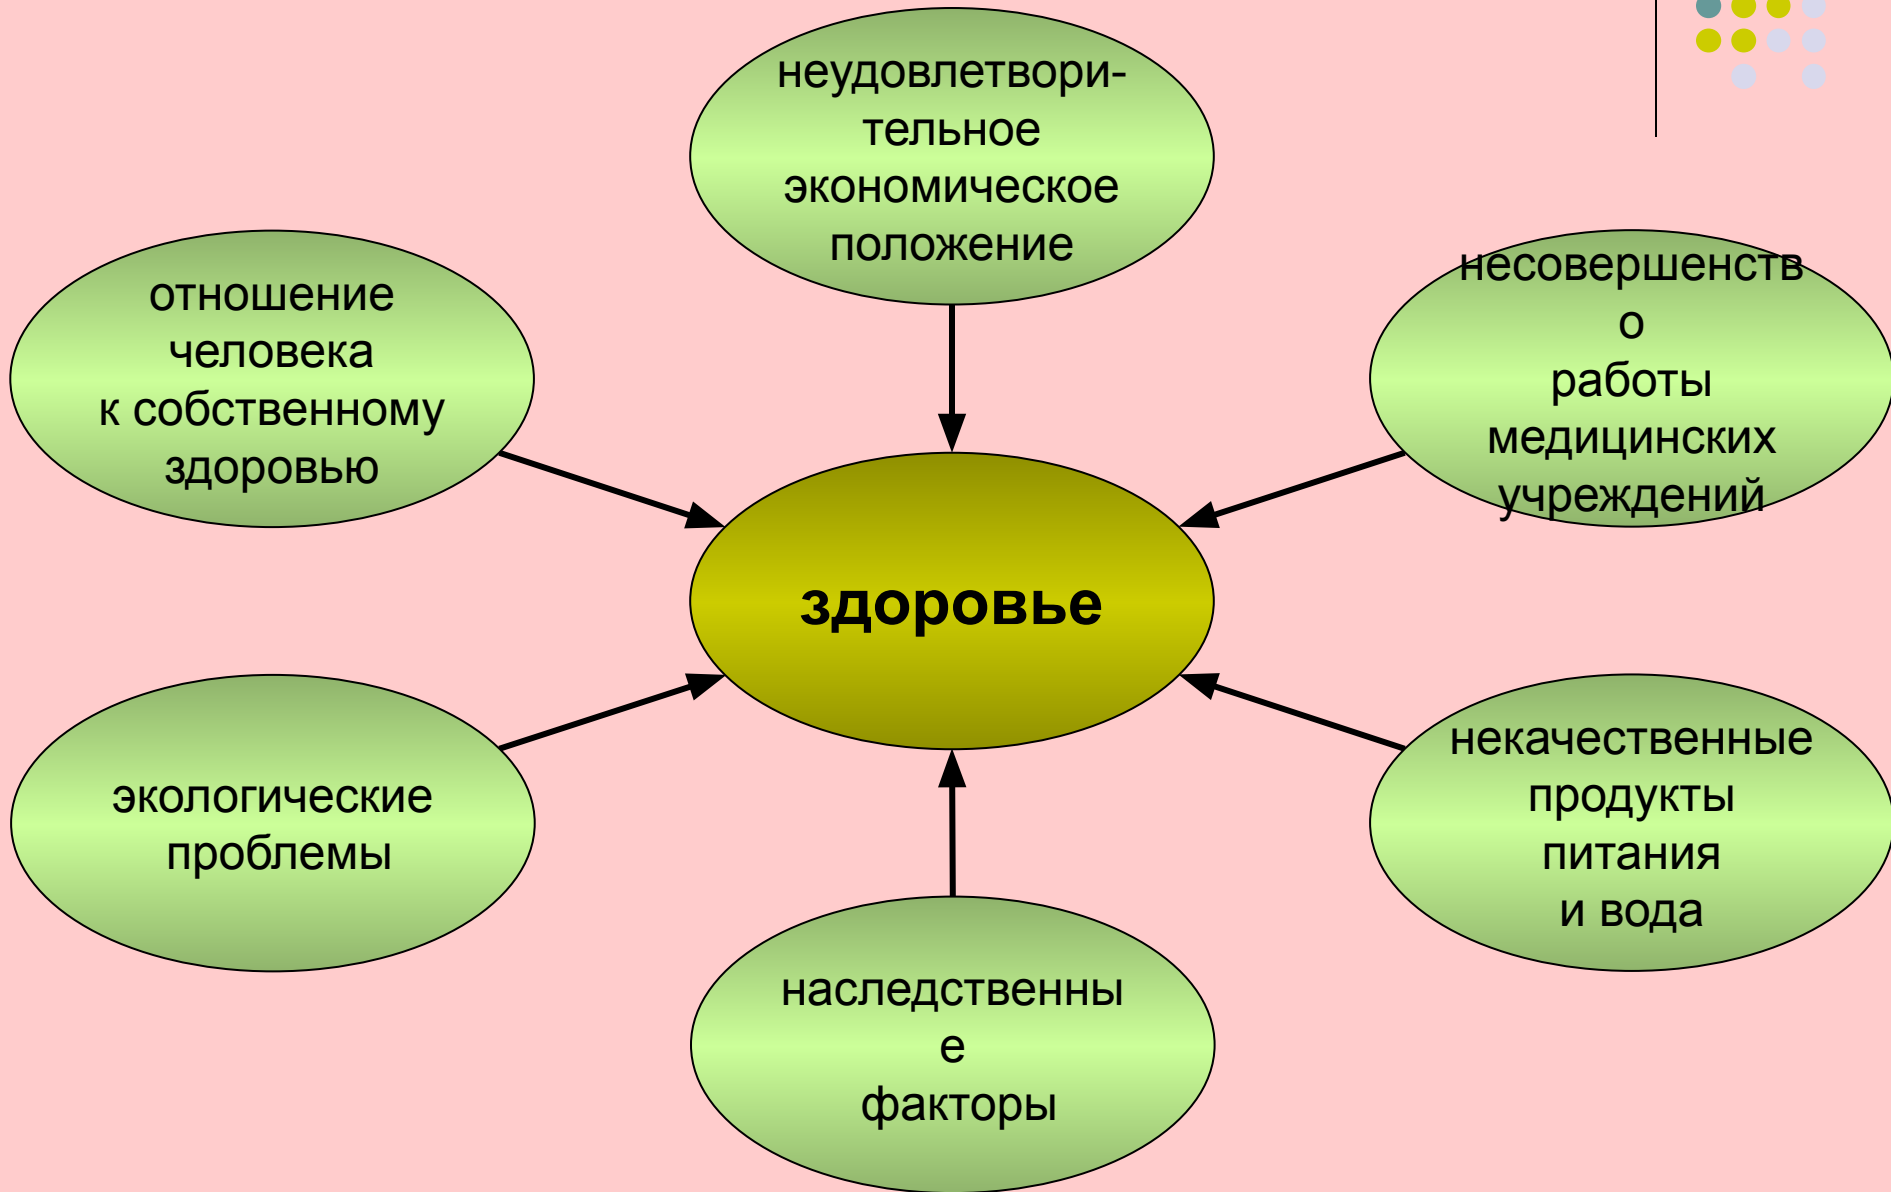 неудовлетвори-
тельное
экономическое
положение
отношение
человека
к собственному
здоровью
несовершенств
о
работы
медицинских
учреждений
здоровье
экологические
проблемы
некачественные
продукты
питания
и вода
наследственны
е
факторы